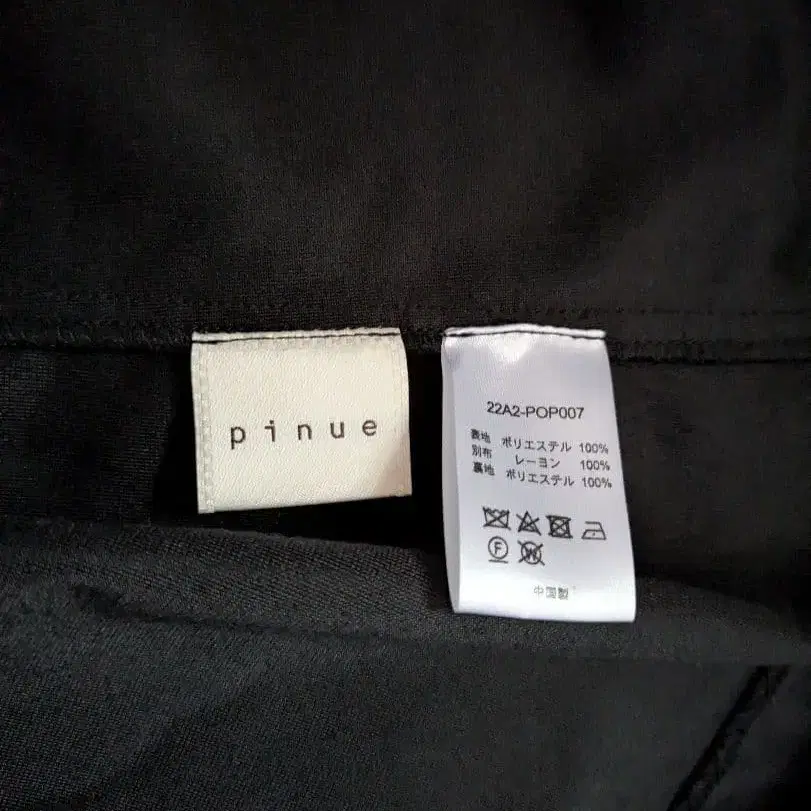 pinue
22A2-POP007
表地 ポリエステル 100%
別布 レーヨン 100%
裏地 ポリエステル 100%
F W
中国製